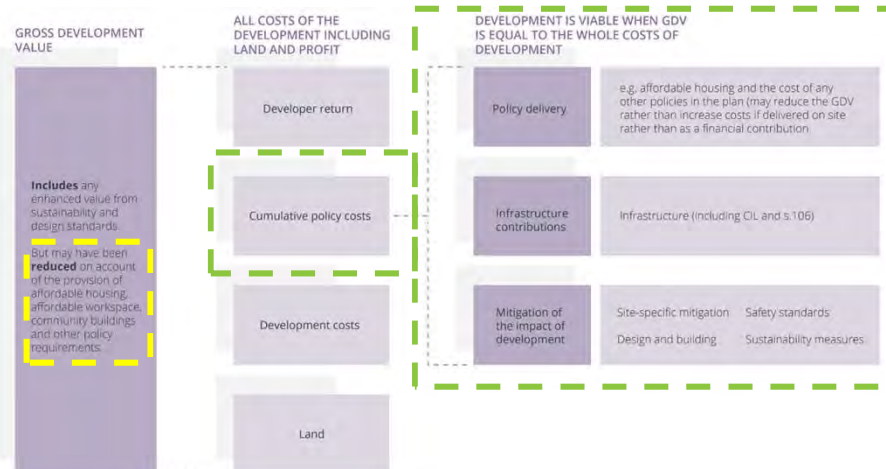 GROSS DEVELOPMENT
VALUE
Includes any
enhanced value from
sustainability and
design standards.
But may have been
reduced on account
of the provision of
affordable housing,
affordable workspace,
community buildings
and other policy
requirements.
ALL COSTS OF THE
DEVELOPMENT INCLUDING
LAND AND PROFIT
Developer return
Cumulative policy costs
Development costs
Land
DEVELOPMENT IS VIABLE WHEN GDV
IS EQUAL TO THE WHOLE COSTS OF
DEVELOPMENT
Policy delivery
e.g. affordable housing and the cost of any
other policies in the plan (may reduce the GDV
rather than increase costs if delivered on site
rather than as a financial contribution
Infrastructure
contributions
Infrastructure (including CIL and s.106)
Mitigation of
the impact of
development
Site-specific mitigation Safety standards
Design and building Sustainability measures